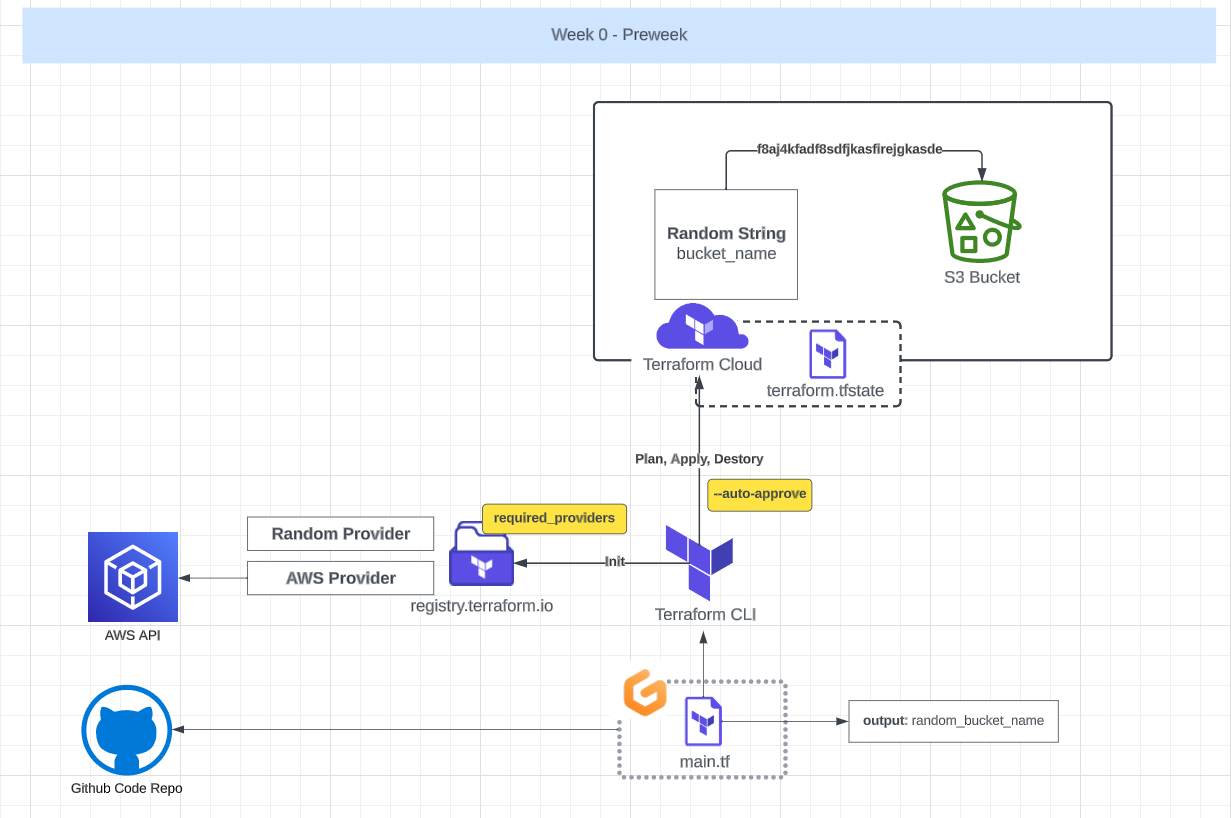 Week 0 - Preweek
f8aj4kfadf8sdfjkasfirejgkasde
Random String
bucket_name
S3 Bucket
Terraform Cloud
terraform.tfstate
Plan, Apply, Destory
--auto-approve
required_providers
Random Provider
AWS Provider
Init
registry.terraform.io
Terraform CLI
AWS API
output: random_bucket_name
main.tf
Github Code Repo